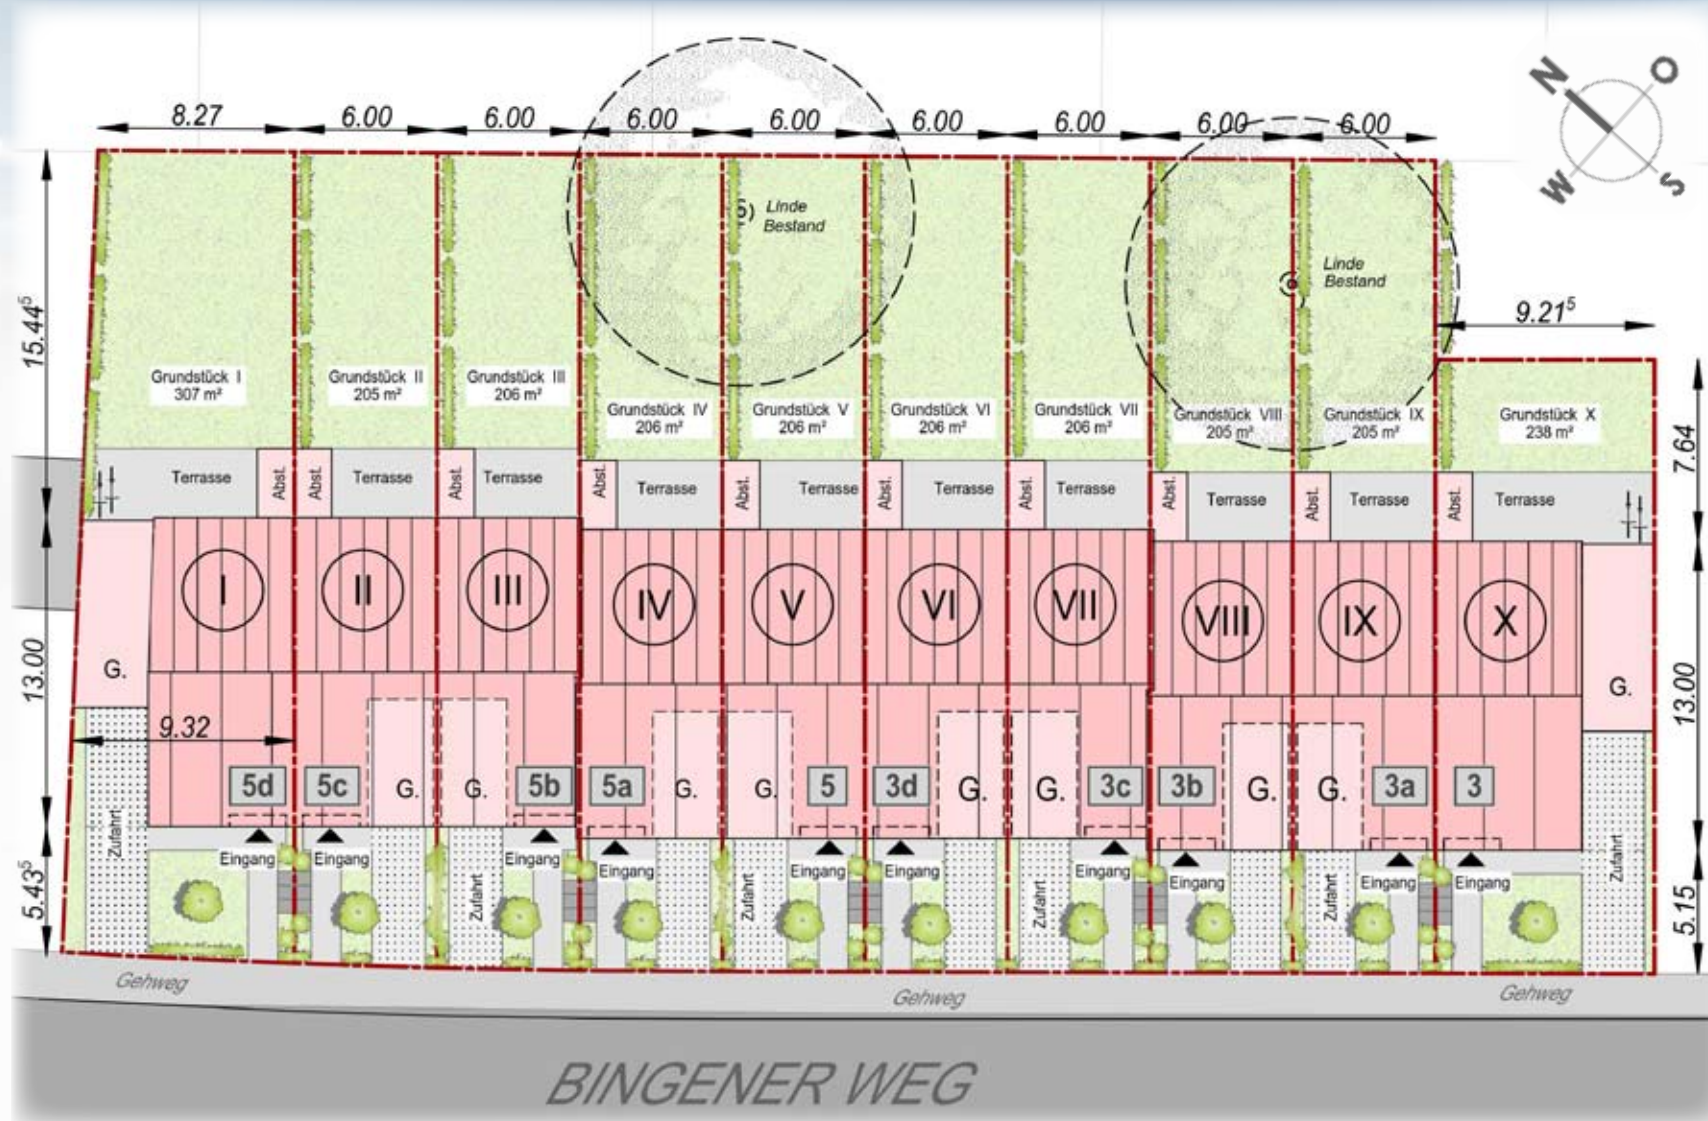 N
O
W
S
8.27
6.00
6.00
6.00
6.00
6.00
6.00
6.00
6.00
Linde
Bestand
Linde
Bestand
9.21⁵
15.44⁵
Grundstück I
307 m²
Grundstück II
205 m²
Grundstück III
206 m²
Grundstück IV
206 m²
Grundstück V
206 m²
Grundstück VI
206 m²
Grundstück VII
206 m²
Grundstück VIII
205 m²
Grundstück IX
205 m²
Grundstück X
238 m²
7.64
Terrasse
Abst.
Abst.
Terrasse
Abst.
Terrasse
Abst.
Terrasse
Abst.
Terrasse
Abst.
Terrasse
Abst.
Terrasse
Abst.
Terrasse
Abst.
Terrasse
Abst.
Terrasse
I
II
III
IV
V
VI
VII
VIII
IX
X
13.00
G.
G.
13.00
9.32
5d
5c
G.
G.
5b
5a
G.
G.
5
3d
G.
G.
3c
3b
G.
G.
3a
3
Zufahrt
Eingang
Eingang
Eingang
Eingang
Eingang
Eingang
Eingang
Eingang
Eingang
Eingang
Zufahrt
5.43⁵
Zufahrt
Zufahrt
Zufahrt
Zufahrt
5.15
Gehweg
Gehweg
Gehweg
BINGENER WEG